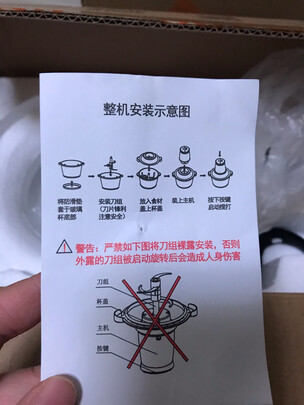 整机安装示意图
将防滑垫
套于玻璃
杯底部
安装刀组
(刀片锋利
注意安全)
放入食材
盖上杯盖
装上主机
按下按键
启动搅打
警告：严禁如下图将刀组裸露安装，否则
外露的刀组被启动旋转后会造成人身伤害
刀组
杯盖
主机
按键